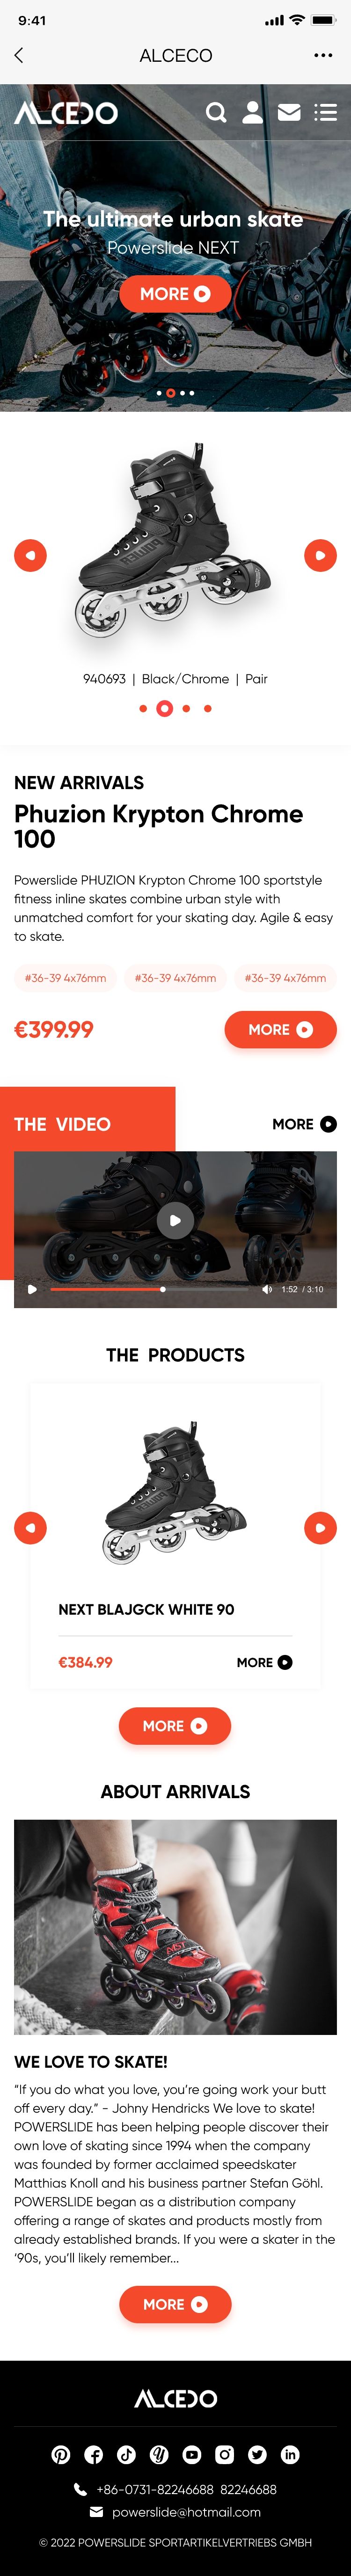 9:41
ALCECO
ALCEDO
The ultimate urban skate
Powerslide NEXT
MORE
940693 | Black/Chrome | Pair
NEW ARRIVALS
Phuzion Krypton Chrome
100
Powerslide PHUZION Krypton Chrome 100 sportstyle
fitness inline skates combine urban style with
unmatched comfort for your skating day. Agile & easy
to skate.
#36-39 4x76mm #36-39 4x76mm #36-39 4x76mm
€399.99 MORE
THE VIDEO MORE
1:52 / 3:10
THE PRODUCTS
NEXT BLAJGCK WHITE 90
€384.99 MORE
MORE
ABOUT ARRIVALS
WE LOVE TO SKATE!
“If you do what you love, you’re going work your butt
off every day.” - Johny Hendricks We love to skate!
POWERSLIDE has been helping people discover their
own love of skating since 1994 when the company
was founded by former acclaimed speedskater
Matthias Knoll and his business partner Stefan Göhl.
POWERSLIDE began as a distribution company
offering a range of skates and products mostly from
already established brands. If you were a skater in the
‘90s, you’ll likely remember...
MORE
ALCEDO
+86-0731-82246688 82246688
powerslide@hotmail.com
© 2022 POWERSLIDE SPORTARTIKELVERTRIEBS GMBH